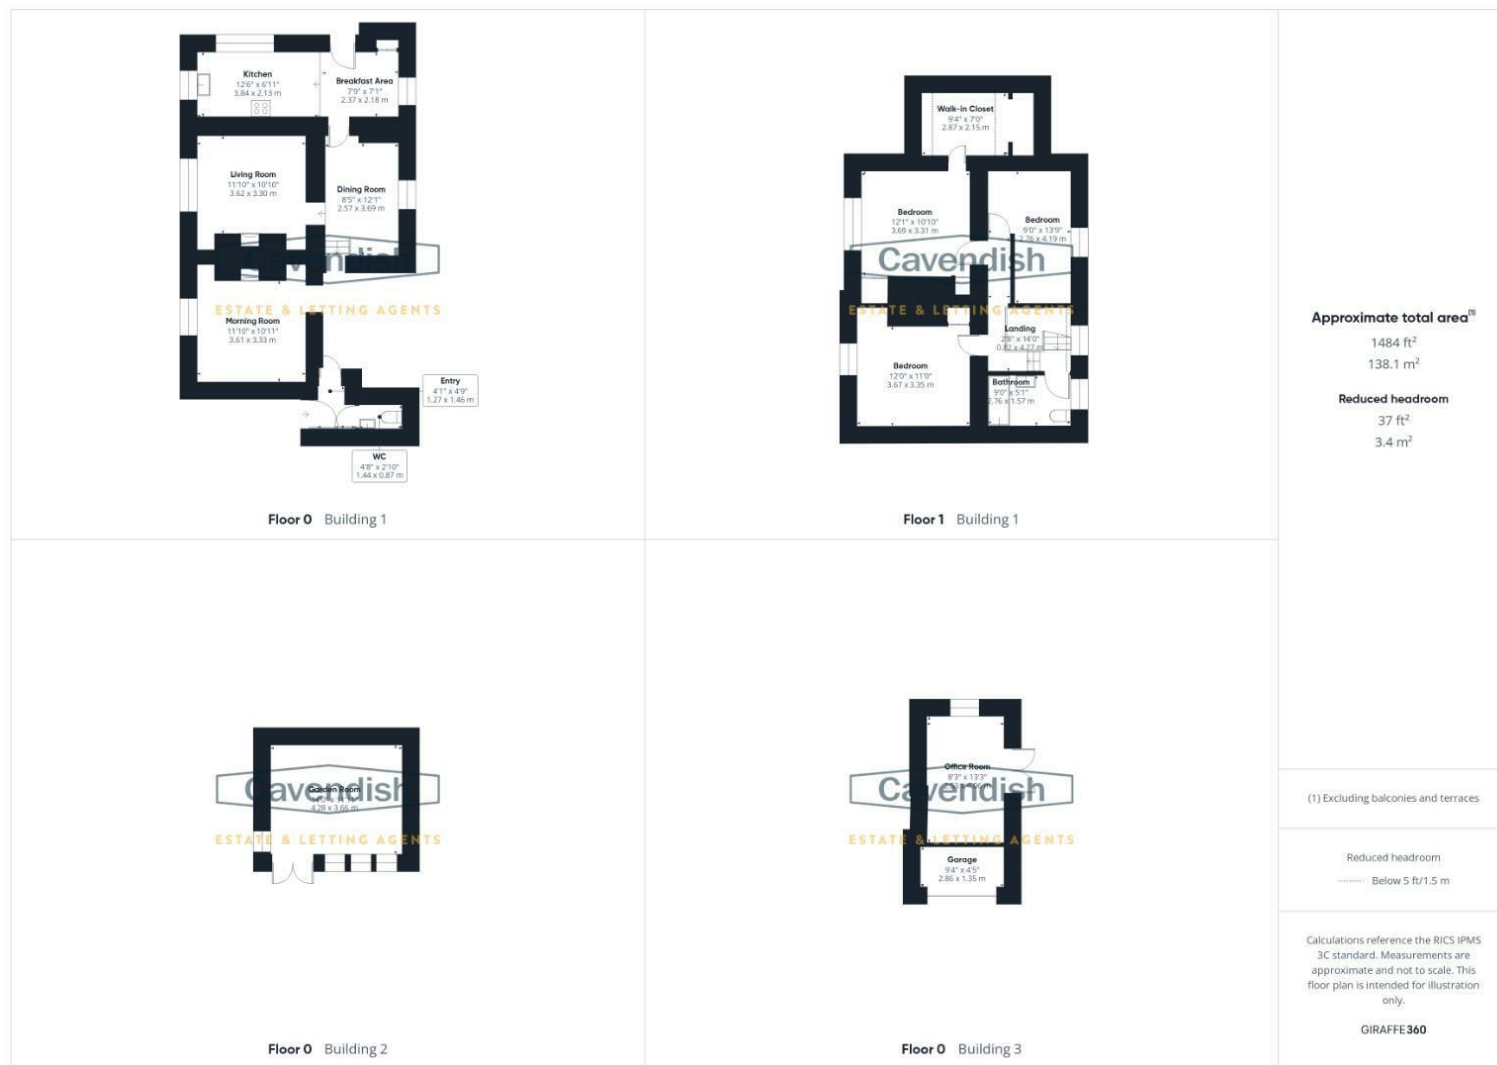 Kitchen
12'6" x 6'11"
3.84 x 2.13 m
Breakfast Area
7'9" x 7'1"
2.37 x 2.18 m
Living Room
11'10" x 10'10"
3.62 x 3.30 m
Dining Room
8'5" x 12'1"
2.57 x 3.69 m
Cavendish
ESTATE & LETTING AGENTS
Morning Room
11'10" x 10'11"
3.61 x 3.33 m
Entry
4'1" x 4'9"
1.27 x 1.46 m
WC
4'8" x 2'10"
1.44 x 0.87 m
Floor 0 Building 1
Walk-in Closet
9'4" x 7'0"
2.87 x 2.15 m
Bedroom
12'1" x 10'10"
3.69 x 3.31 m
Bedroom
9'0" x 13'9"
2.76 x 4.19 m
Cavendish
ESTATE & LETTING AGENTS
Landing
2'8" x 14'0"
0.82 x 4.27 m
Bedroom
12'0" x 11'0"
3.67 x 3.35 m
Bathroom
9'0" x 5'1"
2.76 x 1.57 m
Floor 1 Building 1
Garden Room
4.28 x 3.66 m
Cavendish
ESTATE & LETTING AGENTS
Floor 0 Building 2
Office Room
8'3" x 13'3"
Cavendish
ESTATE & LETTING AGENTS
Garage
9'4" x 4'5"
2.86 x 1.35 m
Floor 0 Building 3
Approximate total area(1)
1484 ft²
138.1 m²
Reduced headroom
37 ft²
3.4 m²
(1) Excluding balconies and terraces
Reduced headroom
Below 5 ft/1.5 m
Calculations reference the RICS IPMS
3C standard. Measurements are
approximate and not to scale. This
floor plan is intended for illustration
only.
GIRAFFE360